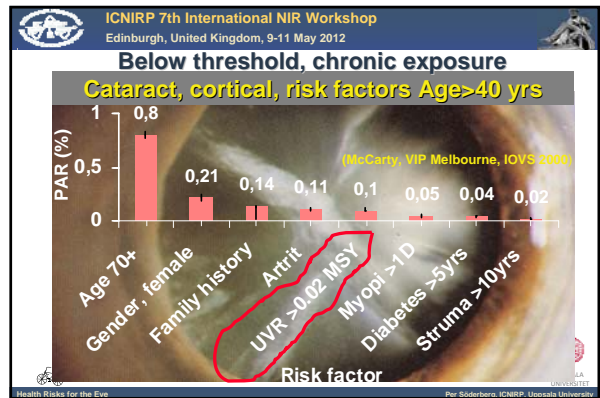 ICNIRP 7th International NIR Workshop
Edinburgh, United Kingdom, 9-11 May 2012
Below threshold, chronic exposure
Cataract, cortical, risk factors Age>40 yrs
(McCarty, VIP Melbourne, IOVS 2000)
PAR (%)
1
0,5
0
0,8
0,21
0,14
0,11
0,1
0,05
0,04
0,02
Age 70+
Gender, female
Family history
Artrit
UVR >0.02 MSY
Myopi >1D
Diabetes >5yrs
Struma >10yrs
Risk factor
UNIVERSITET
Health Risks for the Eye
Per Söderberg, ICNIRP, Uppsala University